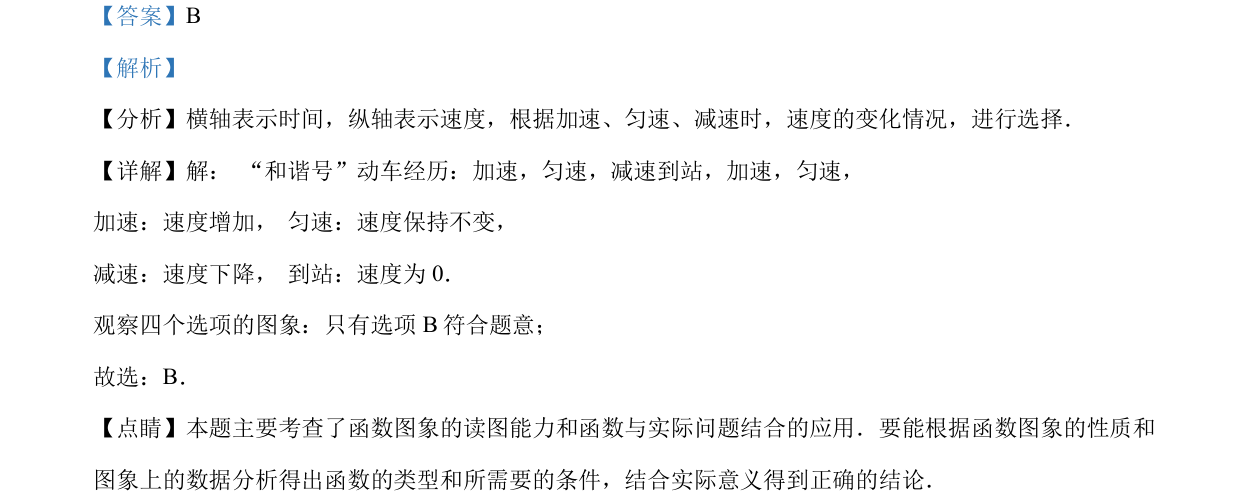 【答案】B
【解析】
【分析】横轴表示时间，纵轴表示速度，根据加速、匀速、减速时，速度的变化情况，进行选择．
【详解】解： “和谐号”动车经历：加速，匀速，减速到站，加速，匀速，
加速：速度增加， 匀速：速度保持不变，
减速：速度下降， 到站：速度为 0．
观察四个选项的图象：只有选项 B 符合题意；
故选：B．
【点睛】本题主要考查了函数图象的读图能力和函数与实际问题结合的应用．要能根据函数图象的性质和
图象上的数据分析得出函数的类型和所需要的条件，结合实际意义得到正确的结论．